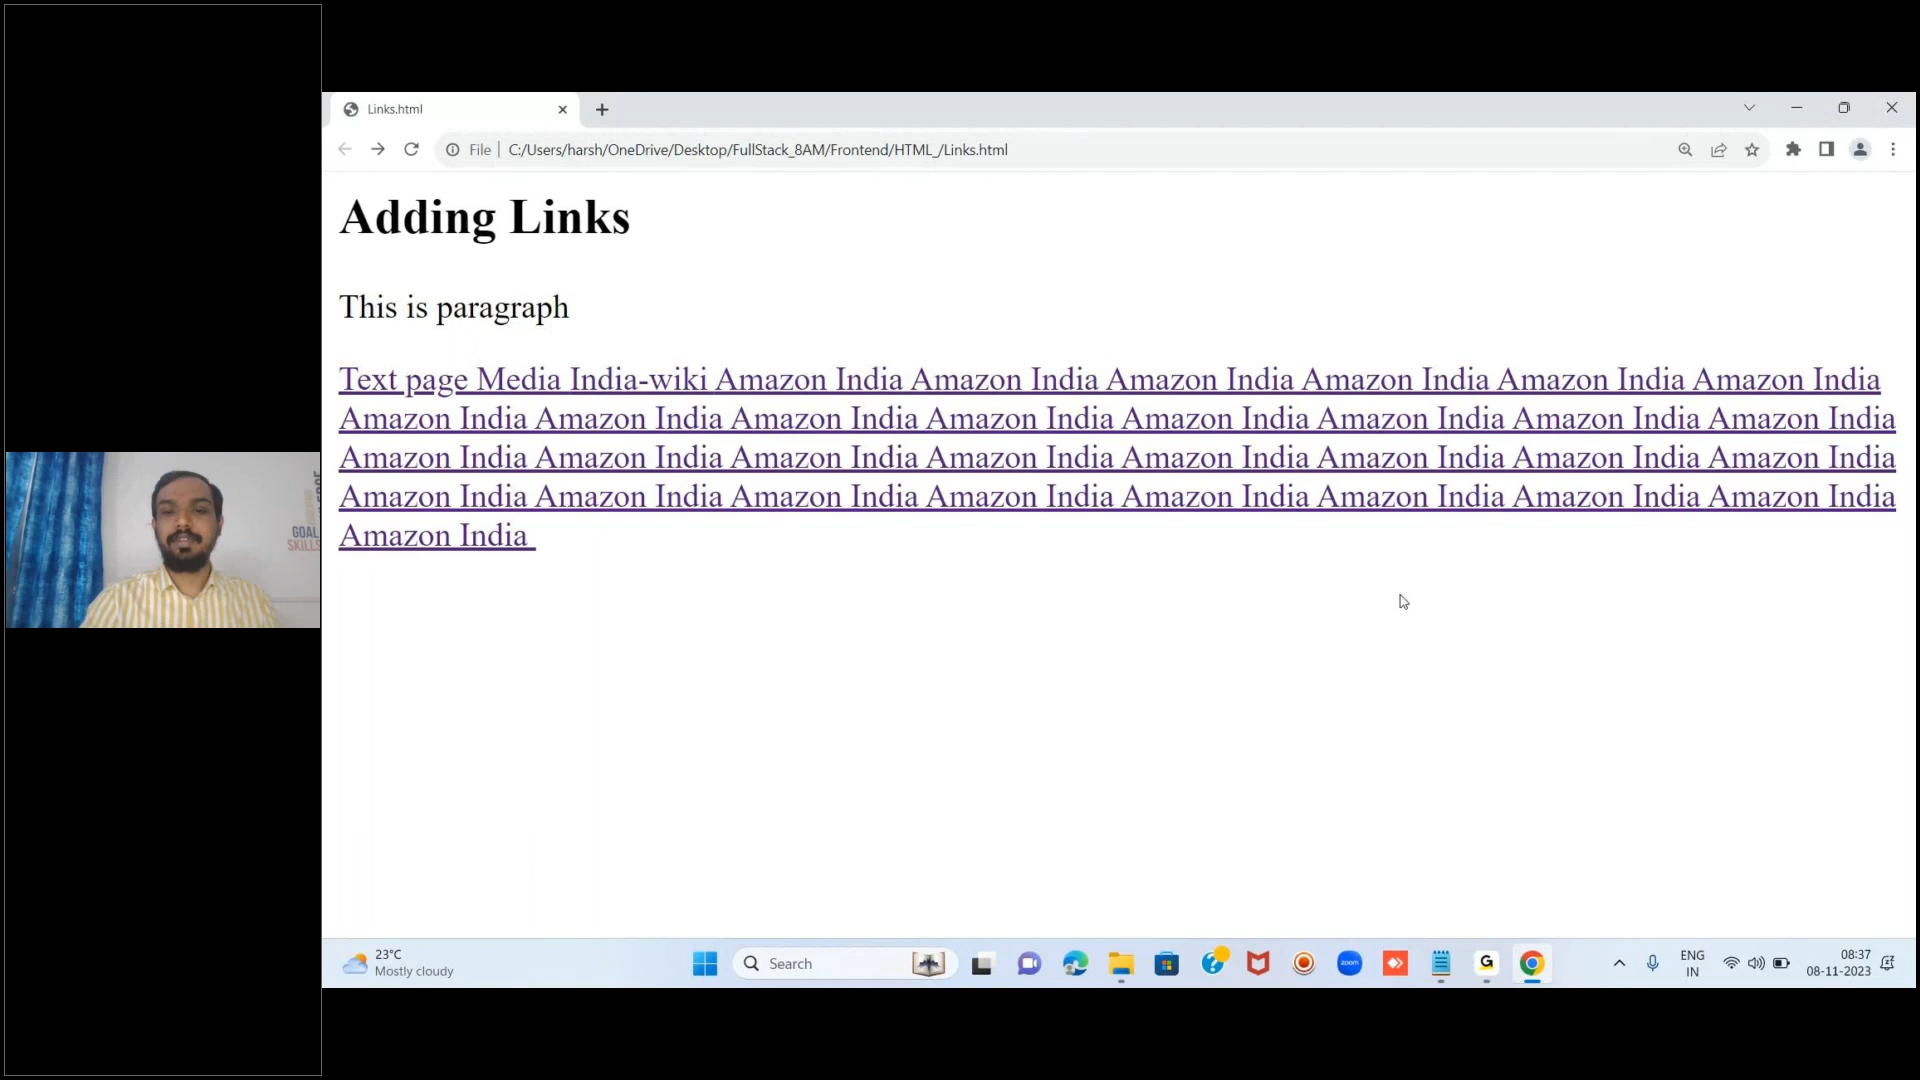 Links.html
File
C:/Users/harsh/OneDrive/Desktop/FullStack_8AM/Frontend/HTML_/Links.html
Adding Links
This is paragraph
Text page Media India-wiki Amazon India Amazon India Amazon India Amazon India Amazon India Amazon India
Amazon India Amazon India Amazon India Amazon India Amazon India Amazon India Amazon India Amazon India
Amazon India Amazon India Amazon India Amazon India Amazon India Amazon India Amazon India Amazon India
Amazon India Amazon India Amazon India Amazon India Amazon India Amazon India Amazon India Amazon India
Amazon India
GOAL
SKILLS
23°C
Mostly cloudy
Search
zoom
G
ENG
IN
08:37
08-11-2023